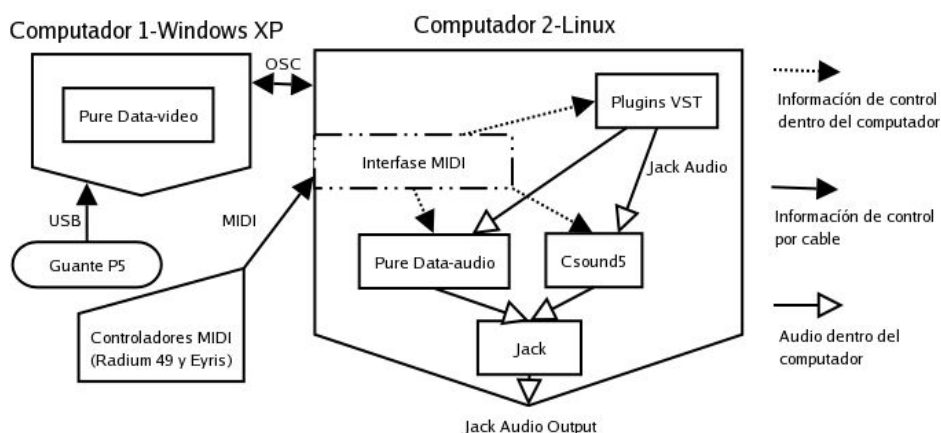 Computador 1-Windows XP
Computador 2-Linux
OSC
Pure Data-video
Plugins VST
Información de control
dentro del computador
Interfase MIDI
Jack Audio
USB
MIDI
Información de control
por cable
Guante P5
Pure Data-audio
Csound5
Controladores MIDI
(Radium 49 y Eyris)
Jack
Audio dentro del
computador
Jack Audio Output